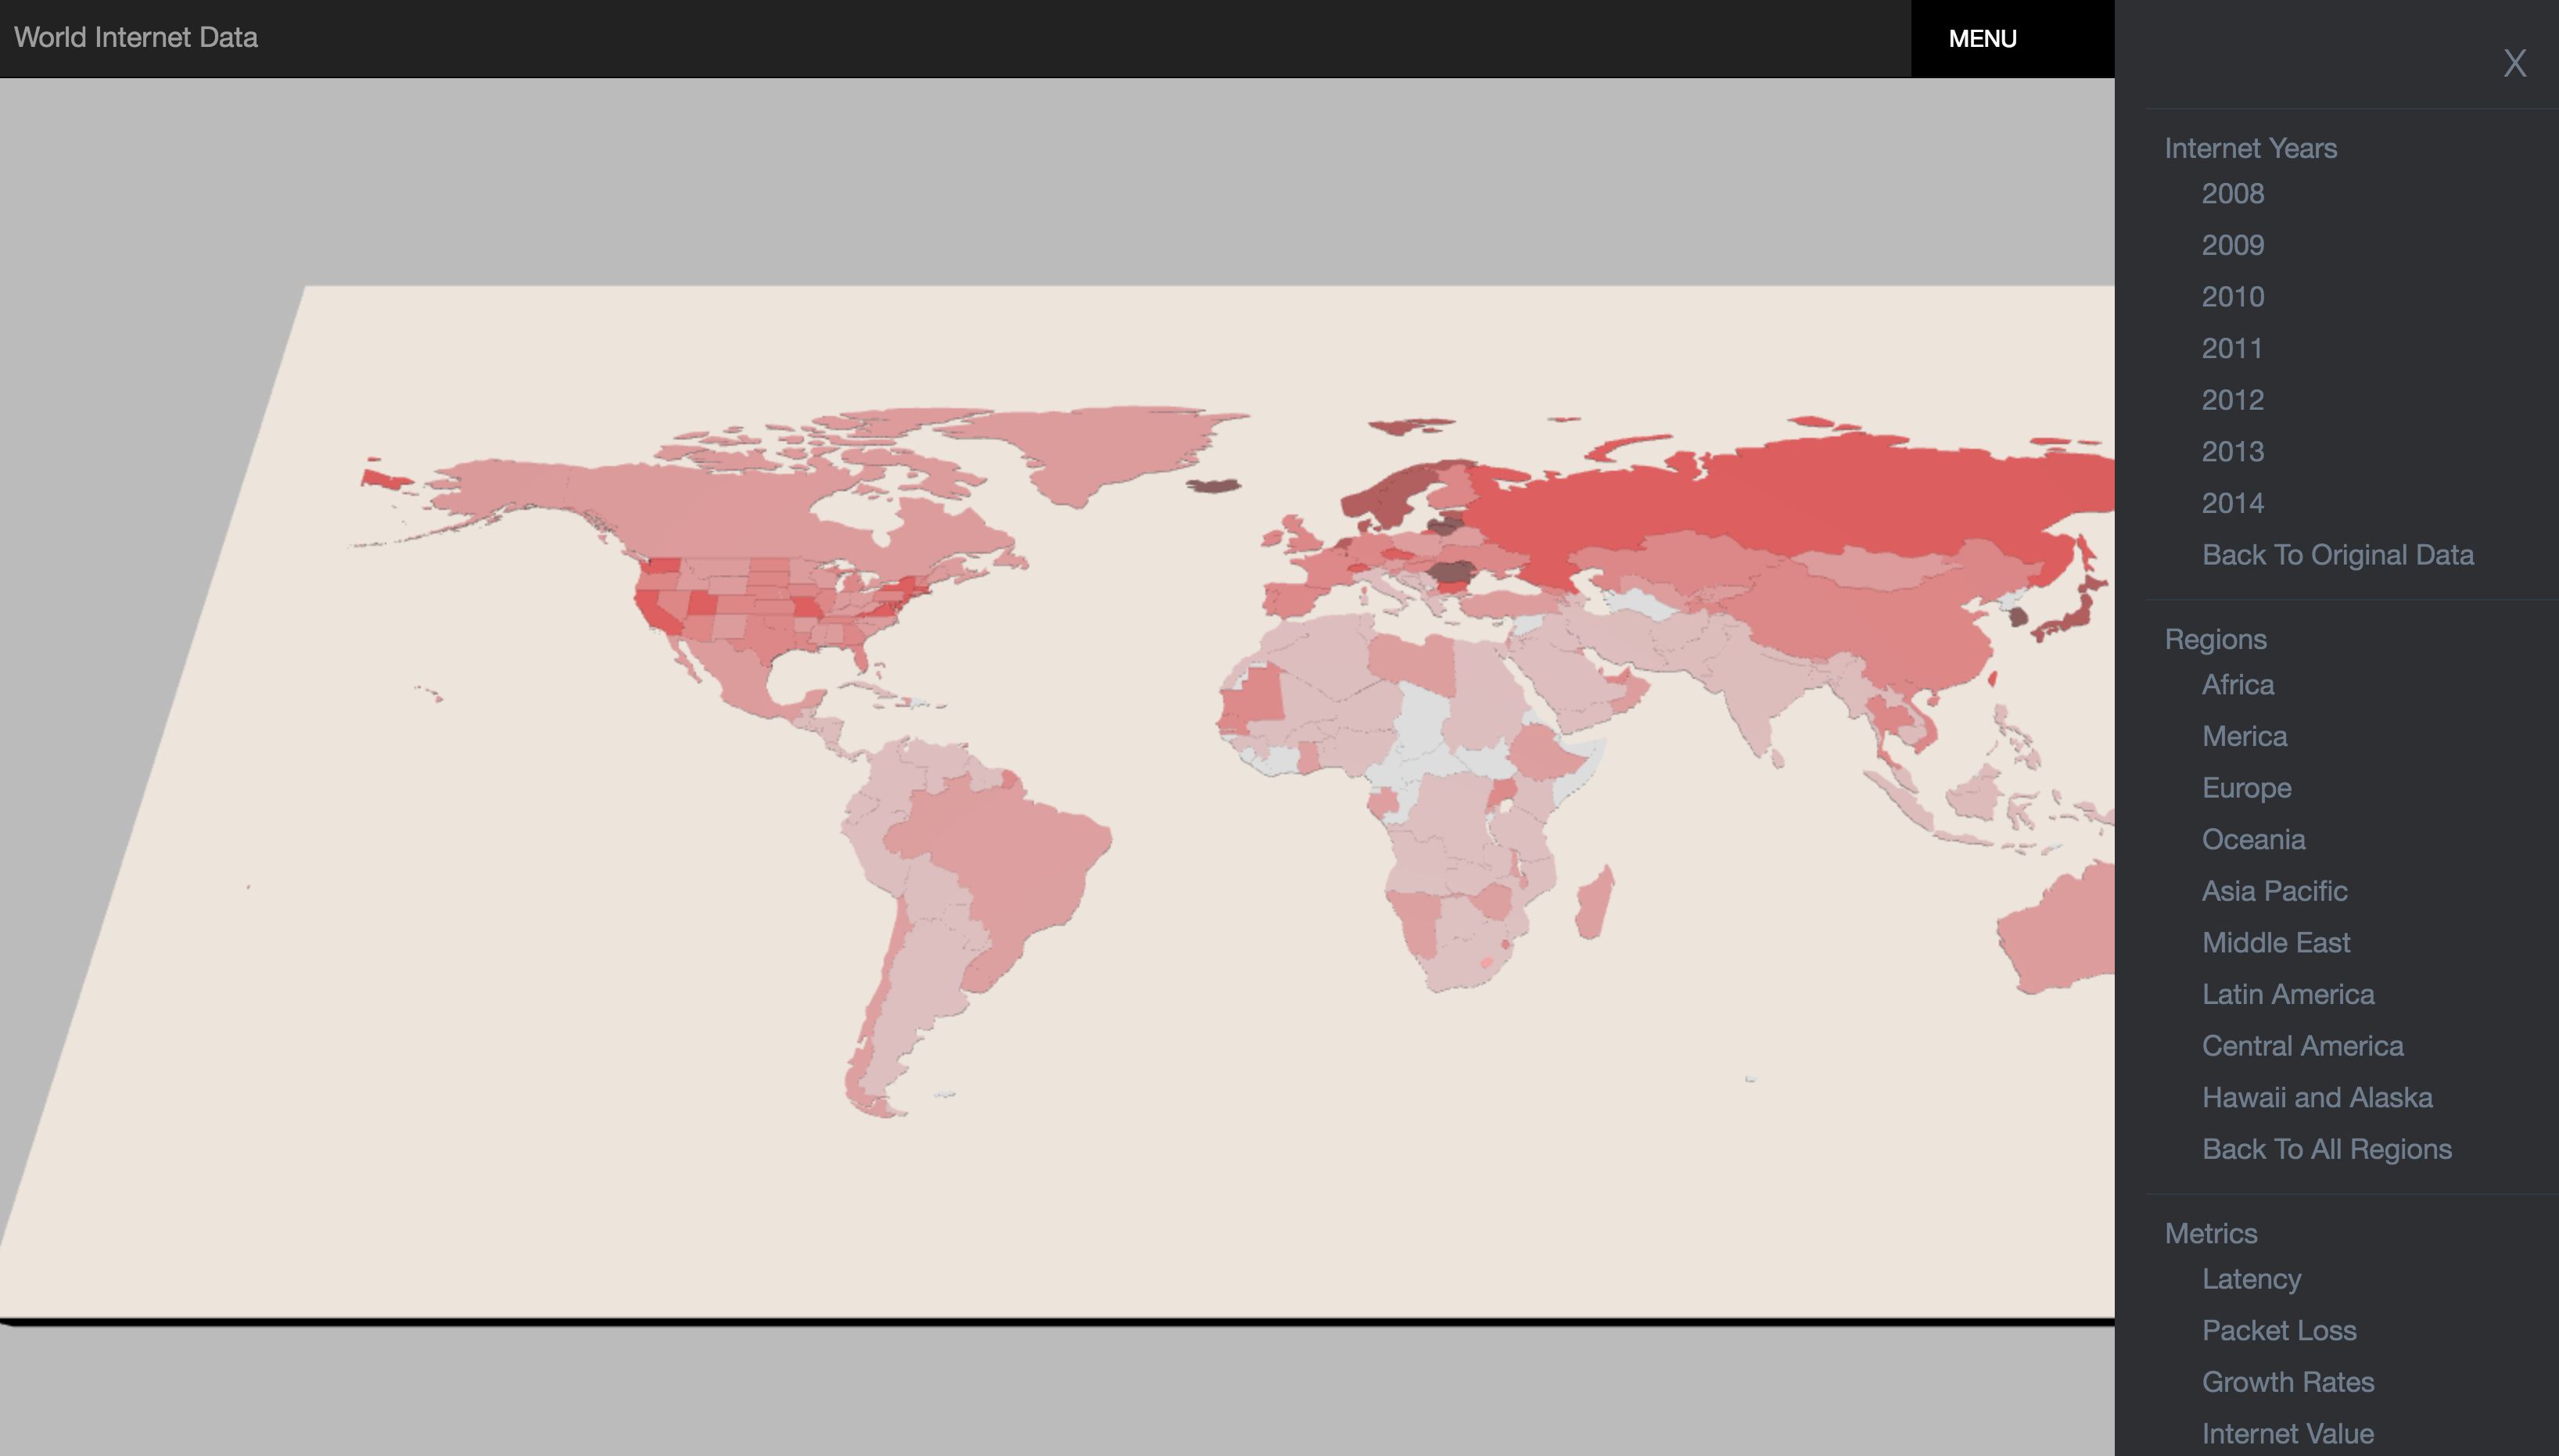 World Internet Data
MENU
X
Internet Years
2008
2009
2010
2011
2012
2013
2014
Back To Original Data
Regions
Africa
Merica
Europe
Oceania
Asia Pacific
Middle East
Latin America
Central America
Hawaii and Alaska
Back To All Regions
Metrics
Latency
Packet Loss
Growth Rates
Internet Value